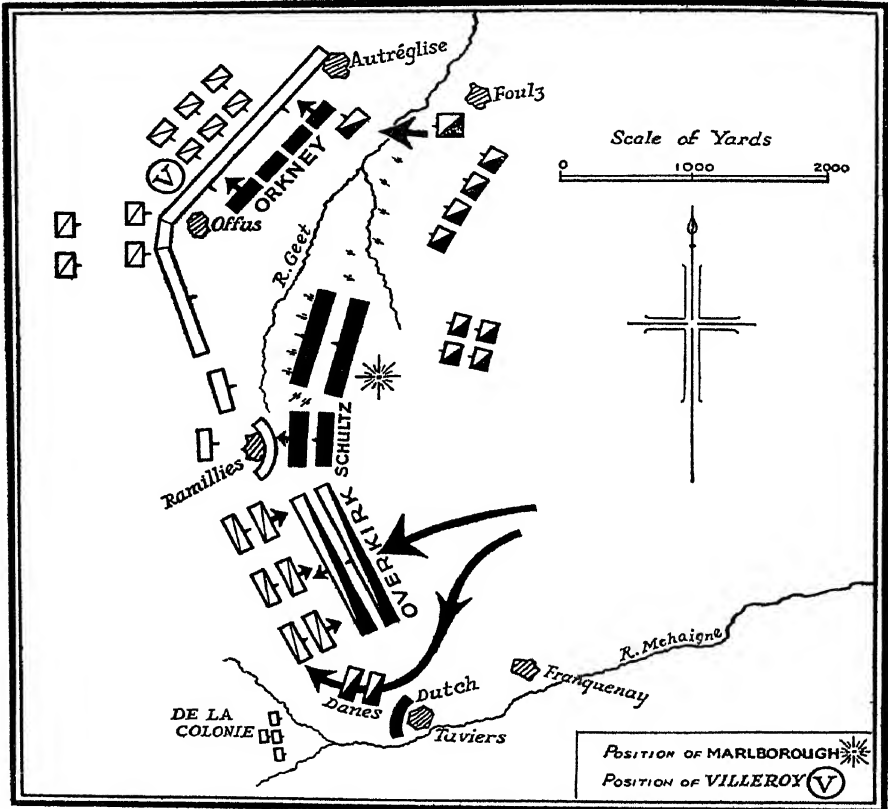 Autréglise
Foulz
Scale of Yards
0 1000 2000
V
ORKNEY
Offus
R. Geet
SCHULTZ
Ramillies
OVERKIRK
R. Mehaigne
Franquenay
Danes
Dutch
Taviers
DE LA
COLONIE
POSITION OF MARLBOROUGH
POSITION OF VILLEROY V